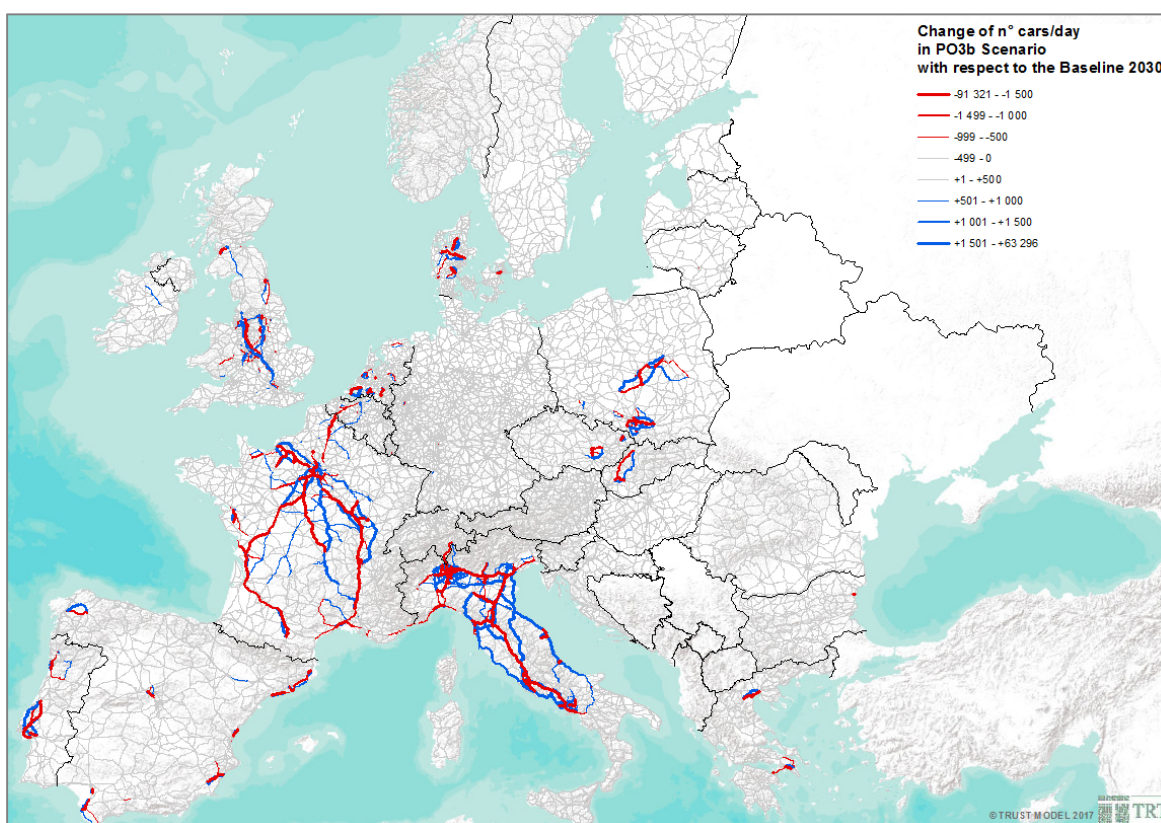 Change of n° cars/day
in PO3b Scenario
with respect to the Baseline 2030
-91 321 - -1 500
-1 499 - -1 000
-999 - -500
-499 - 0
+1 - +500
+501 - +1 000
+1 001 - +1 500
+1 501 - +63 296
© TRUST MODEL 2017
TRT